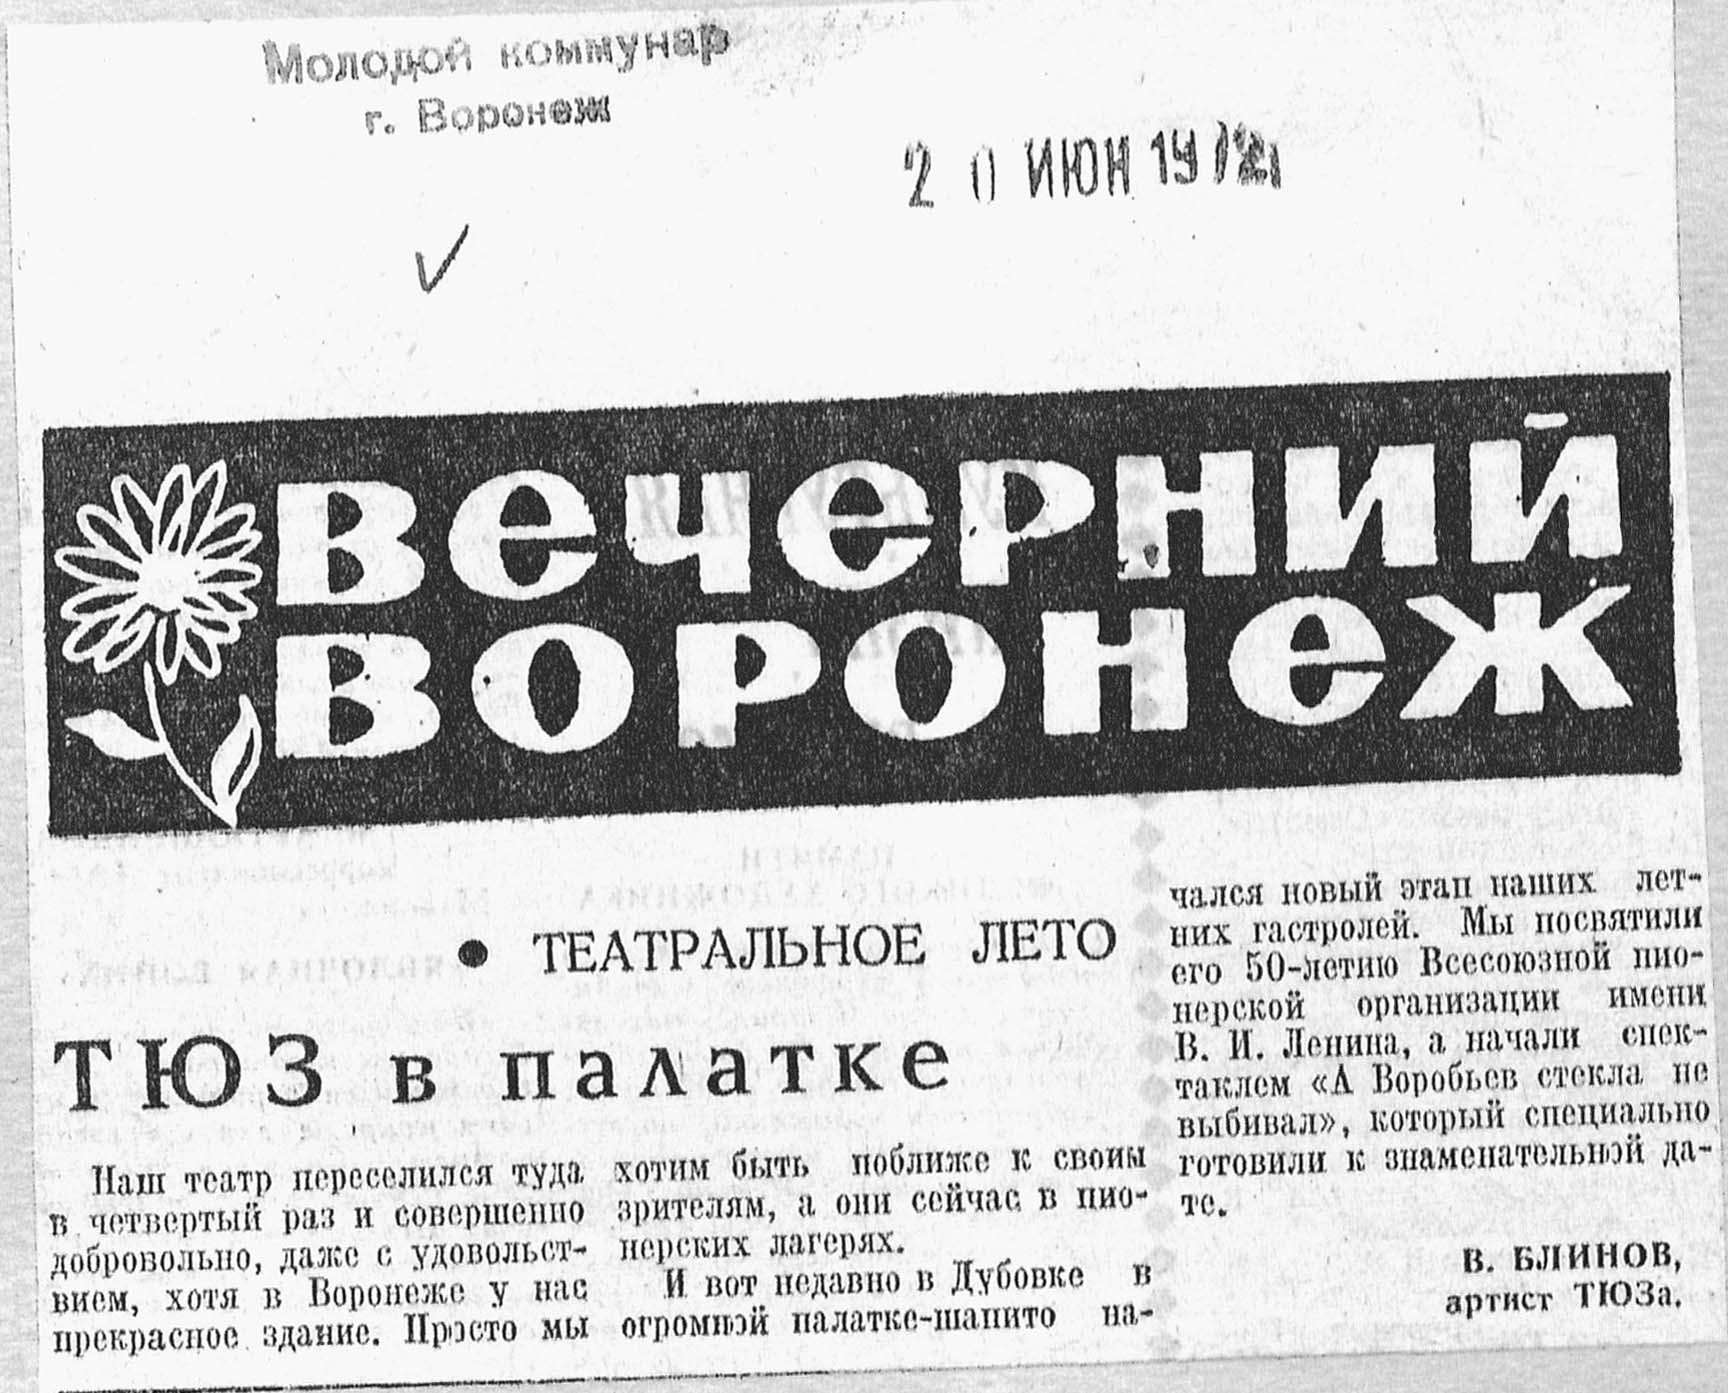 Молодой коммунар
г. Воронеж
20 ИЮН 1972
ВЕЧЕРНИЙ
ВОРОНЕЖ
• ТЕАТРАЛЬНОЕ ЛЕТО
ТЮЗ в палатке
Наш театр переселился туда
в четвертый раз и совершенно
добровольно, даже с удовольст-
вием, хотя в Воронеже у нас
прекрасное здание. Просто мы
хотим быть поближе к своим
зрителям, а они сейчас в пио-
нерских лагерях.
И вот недавно в Дубовке в
огромной палатке-шапито на-
чался новый этап наших лет-
них гастролей. Мы посвятили
его 50-летию Всесоюзной пио-
нерской организации имени
В. И. Ленина, а начали спек-
таклем «А Воробьев стекла не
выбивал», который специально
готовили к знаменательной да-
те.
В. БЛИНОВ,
артист ТЮЗа.